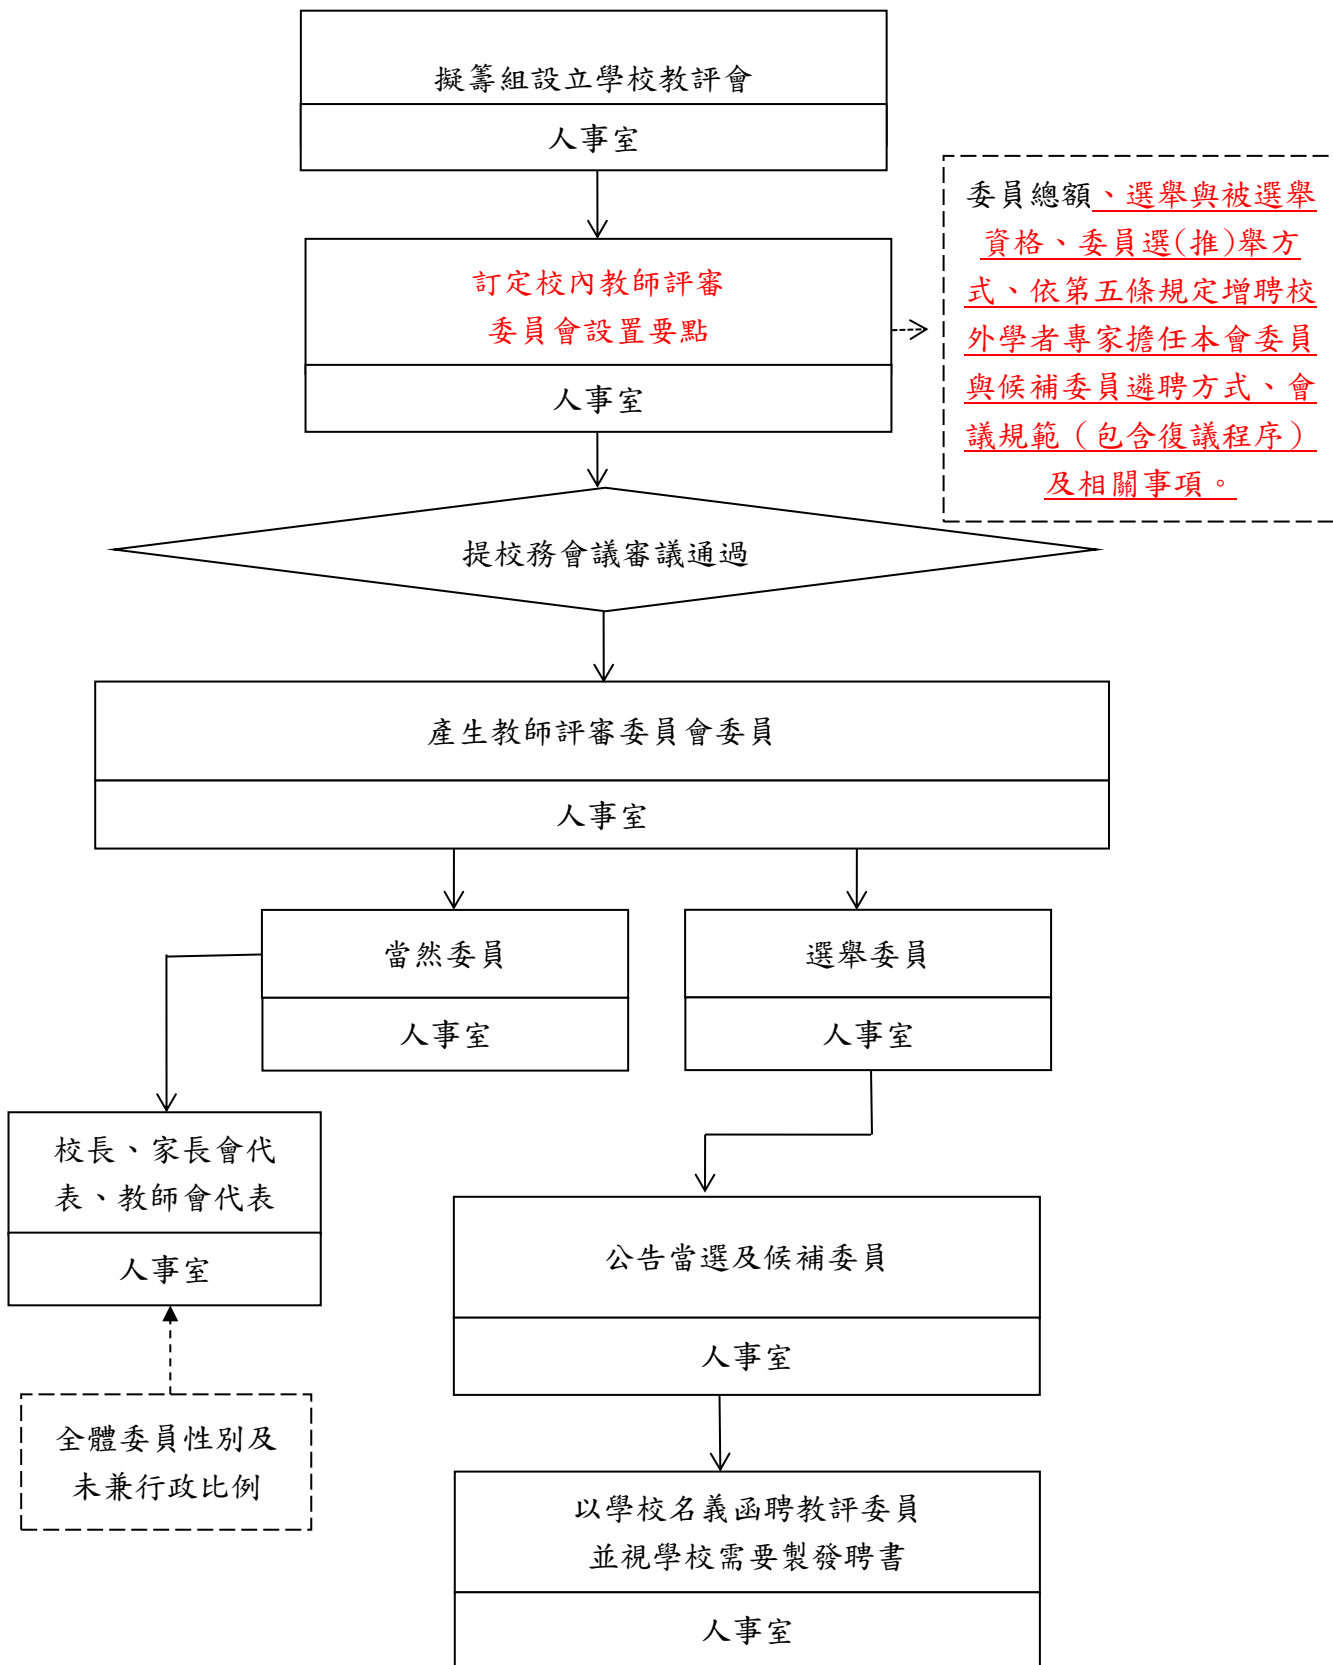 擬籌組設立學校教評會
人事室
訂定校內教師評審
委員會設置要點
人事室
委員總額、選舉與被選舉
資格、委員選(推)舉方
式、依第五條規定增聘校
外學者專家擔任本會委員
與候補委員遴聘方式、會
議規範（包含復議程序）
及相關事項。
提校務會議審議通過
產生教師評審委員會委員
人事室
當然委員
人事室
選舉委員
人事室
校長、家長會代
表、教師會代表
人事室
全體委員性別及
未兼行政比例
公告當選及候補委員
人事室
以學校名義函聘教評委員
並視學校需要製發聘書
人事室